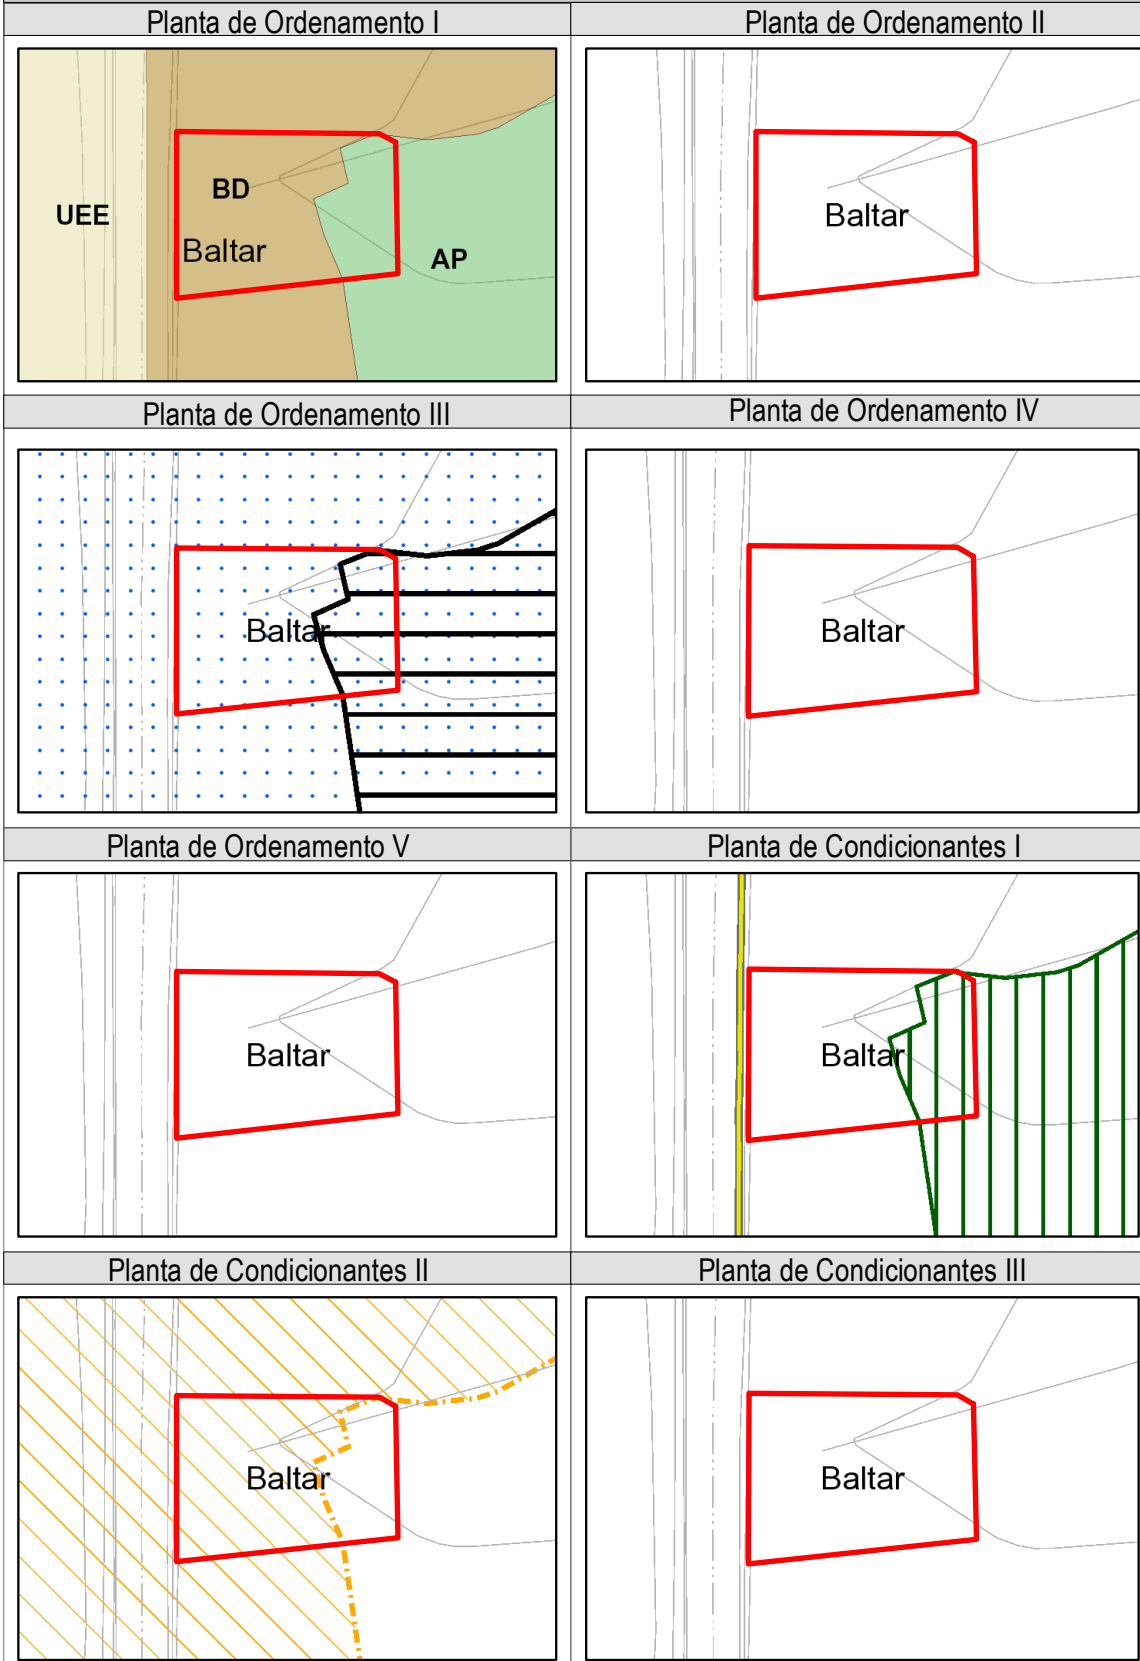 Planta de Ordenamento I
Planta de Ordenamento II
UEE
BD
Baltar
AP
Baltar
Planta de Ordenamento III
Planta de Ordenamento IV
Baltar
Baltar
Planta de Ordenamento V
Planta de Condicionantes I
Baltar
Baltar
Planta de Condicionantes II
Planta de Condicionantes III
Baltar
Baltar